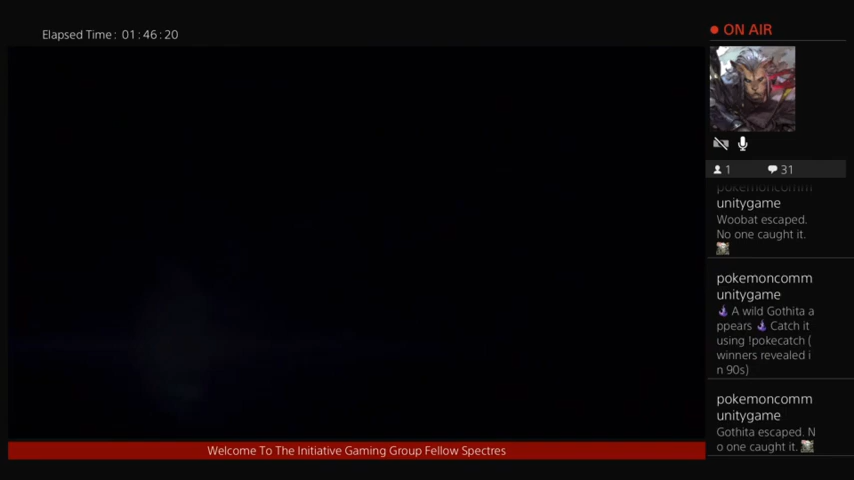 Elapsed Time: 01:46:20
ON AIR
1 31
pokemoncomm
unitygame
Woobat escaped.
No one caught it.
pokemoncomm
unitygame
A wild Gothita a
ppears Catch it
using !pokecatch (
winners revealed i
n 90s)
pokemoncomm
unitygame
Gothita escaped. N
o one caught it.
Welcome To The Initiative Gaming Group Fellow Spectres